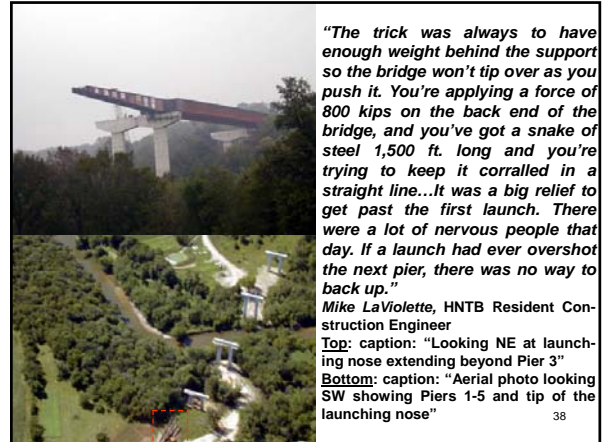 “The trick was always to have
enough weight behind the support
so the bridge won’t tip over as you
push it. You’re applying a force of
800 kips on the back end of the
bridge, and you’ve got a snake of
steel 1,500 ft. long and you’re
trying to keep it corralled in a
straight line…It was a big relief to
get past the first launch. There
were a lot of nervous people that
day. If a launch had ever overshot
the next pier, there was no way to
back up.”
Mike LaViolette, HNTB Resident Con-
struction Engineer
Top: caption: “Looking NE at launch-
ing nose extending beyond Pier 3”
Bottom: caption: “Aerial photo looking
SW showing Piers 1-5 and tip of the
launching nose”
38